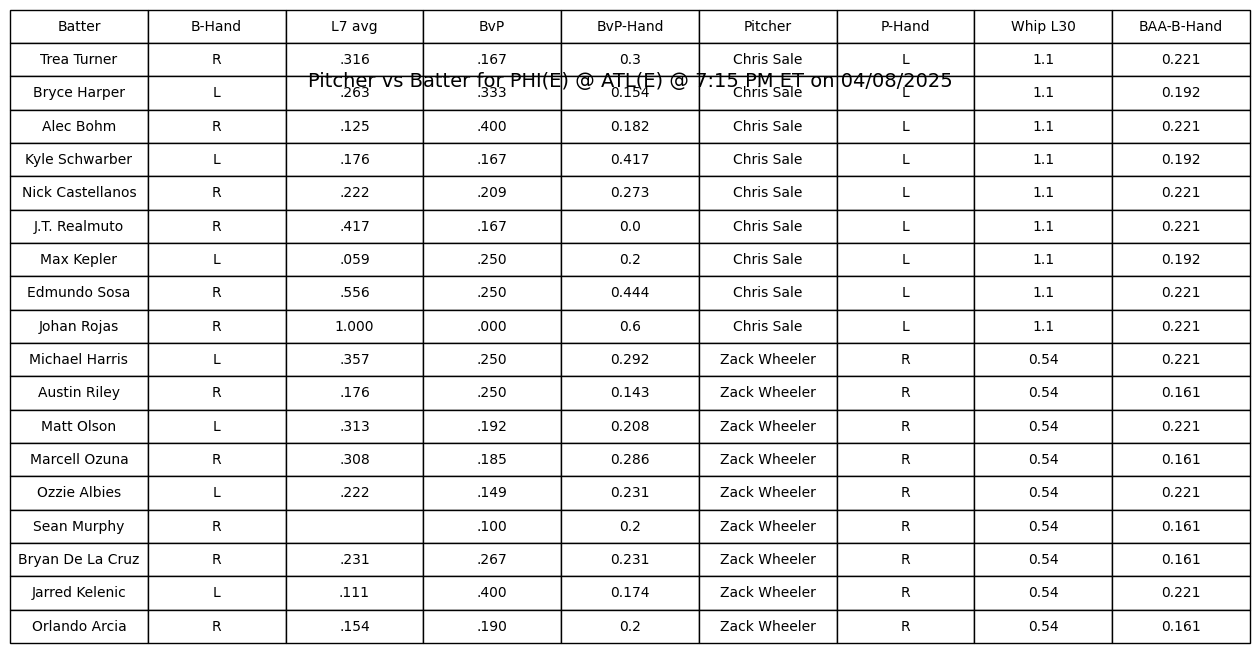 Batter B-Hand L7 avg BvP BvP-Hand Pitcher P-Hand Whip L30 BAA-B-Hand
Trea Turner R .316 .167 0.3 Chris Sale L 1.1 0.221
Pitcher vs Batter for PHI(E) @ ATL(E) @ 7:15 PM ET on 04/08/2025
Bryce Harper L .263 .333 0.154 Chris Sale L 1.1 0.192
Alec Bohm R .125 .400 0.182 Chris Sale L 1.1 0.221
Kyle Schwarber L .176 .167 0.417 Chris Sale L 1.1 0.192
Nick Castellanos R .222 .209 0.273 Chris Sale L 1.1 0.221
J.T. Realmuto R .417 .167 0.0 Chris Sale L 1.1 0.221
Max Kepler L .059 .250 0.2 Chris Sale L 1.1 0.192
Edmundo Sosa R .556 .250 0.444 Chris Sale L 1.1 0.221
Johan Rojas R 1.000 .000 0.6 Chris Sale L 1.1 0.221
Michael Harris L .357 .250 0.292 Zack Wheeler R 0.54 0.221
Austin Riley R .176 .250 0.143 Zack Wheeler R 0.54 0.161
Matt Olson L .313 .192 0.208 Zack Wheeler R 0.54 0.221
Marcell Ozuna R .308 .185 0.286 Zack Wheeler R 0.54 0.161
Ozzie Albies L .222 .149 0.231 Zack Wheeler R 0.54 0.221
Sean Murphy R .100 0.2 Zack Wheeler R 0.54 0.161
Bryan De La Cruz R .231 .267 0.231 Zack Wheeler R 0.54 0.161
Jarred Kelenic L .111 .400 0.174 Zack Wheeler R 0.54 0.221
Orlando Arcia R .154 .190 0.2 Zack Wheeler R 0.54 0.161